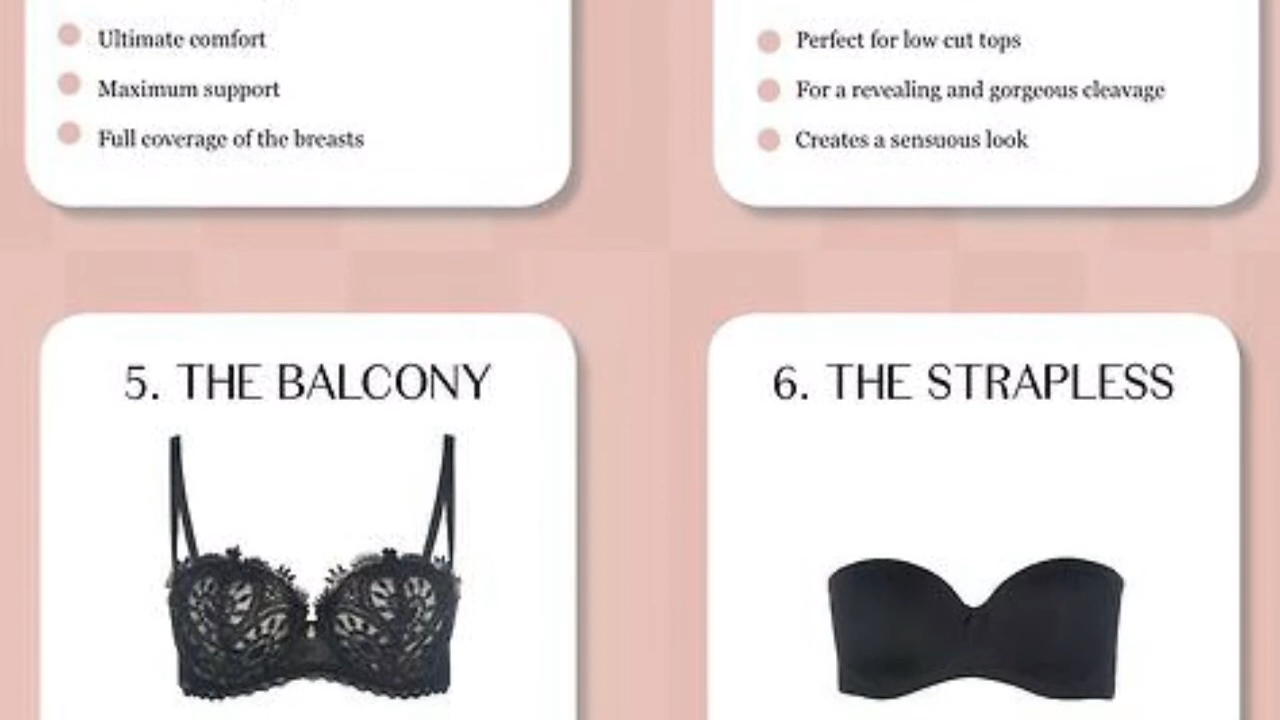 Ultimate comfort
Maximum support
Full coverage of the breasts
Perfect for low cut tops
For a revealing and gorgeous cleavage
Creates a sensuous look
5. THE BALCONY
6. THE STRAPLESS